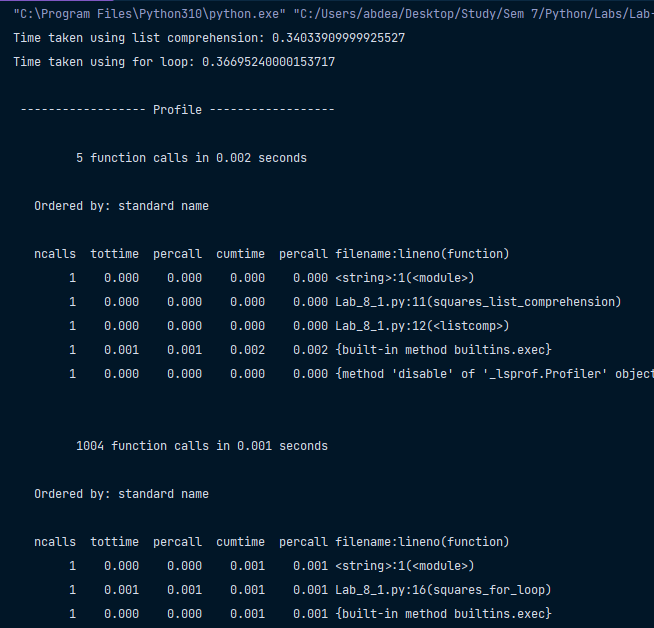 "C:\Program Files\Python310\python.exe" "C:/Users/abdea/Desktop/Study/Sem 7/Python/Labs/Lab-
Time taken using list comprehension: 0.34033909999925527
Time taken using for loop: 0.36695240000153717
------------------ Profile ------------------
5 function calls in 0.002 seconds
Ordered by: standard name
ncalls tottime percall cumtime percall filename:lineno(function)
1 0.000 0.000 0.000 0.000 <string>:1(<module>)
1 0.000 0.000 0.000 0.000 Lab_8_1.py:11(squares_list_comprehension)
1 0.000 0.000 0.000 0.000 Lab_8_1.py:12(<listcomp>)
1 0.001 0.001 0.002 0.002 {built-in method builtins.exec}
1 0.000 0.000 0.000 0.000 {method 'disable' of '_lsprof.Profiler' object
1004 function calls in 0.001 seconds
Ordered by: standard name
ncalls tottime percall cumtime percall filename:lineno(function)
1 0.000 0.000 0.001 0.001 <string>:1(<module>)
1 0.001 0.001 0.001 0.001 Lab_8_1.py:16(squares_for_loop)
1 0.000 0.000 0.001 0.001 {built-in method builtins.exec}